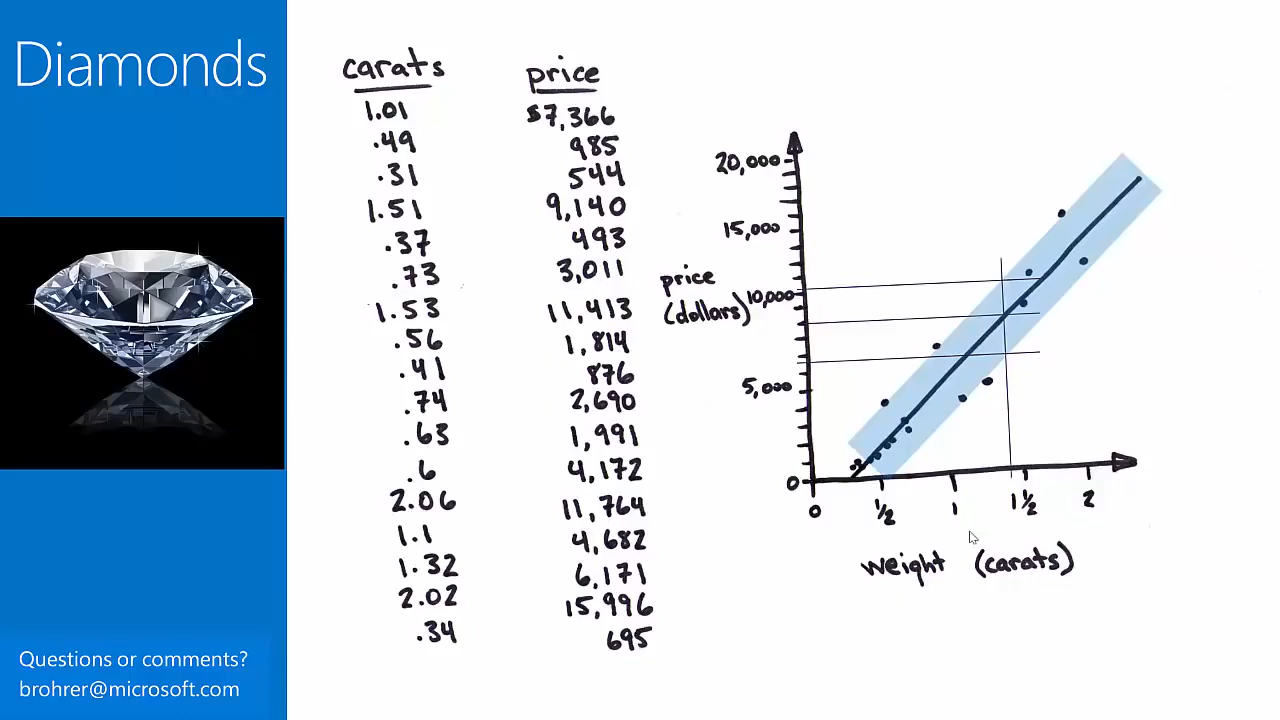 Diamonds
carats price
1.01 $7,366
.49 985
.31 544
1.51 9,140
.37 493
.73 3,011
1.53 11,413
.56 1,814
.41 876
.74 2,690
.63 1,991
.6 4,172
2.06 11,764
1.1 4,682
1.32 6,171
2.02 15,996
.34 695
20,000
15,000
price
(dollars)
10,000
5,000
0
0 ½ 1 1½ 2
weight (carats)
Questions or comments?
brohrer@microsoft.com